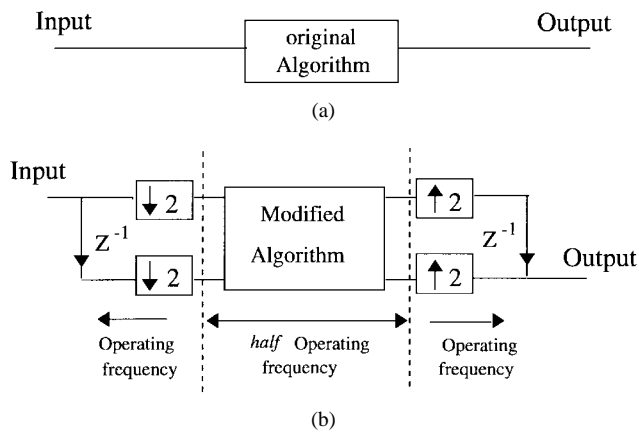 Input
original
Algorithm
Output
(a)
Input
↓ 2
Modified
Algorithm
↑ 2
Z⁻¹
Z⁻¹
↓ 2
↑ 2
Output
Operating
frequency
half Operating
frequency
Operating
frequency
(b)